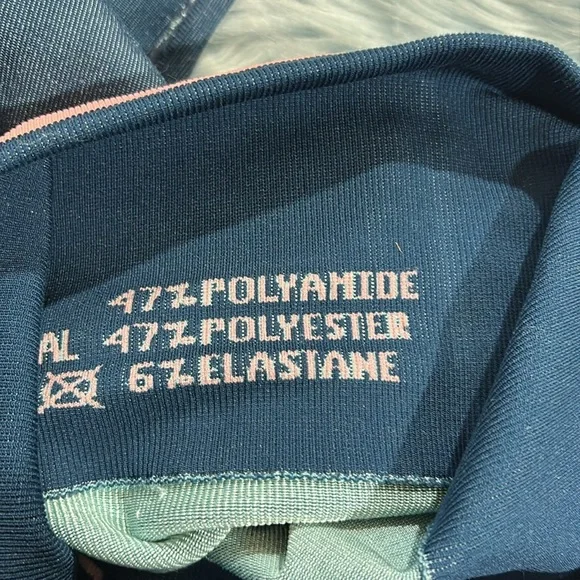 47% POLYAMIDE
AL 47% POLYESTER
6% ELASTANE